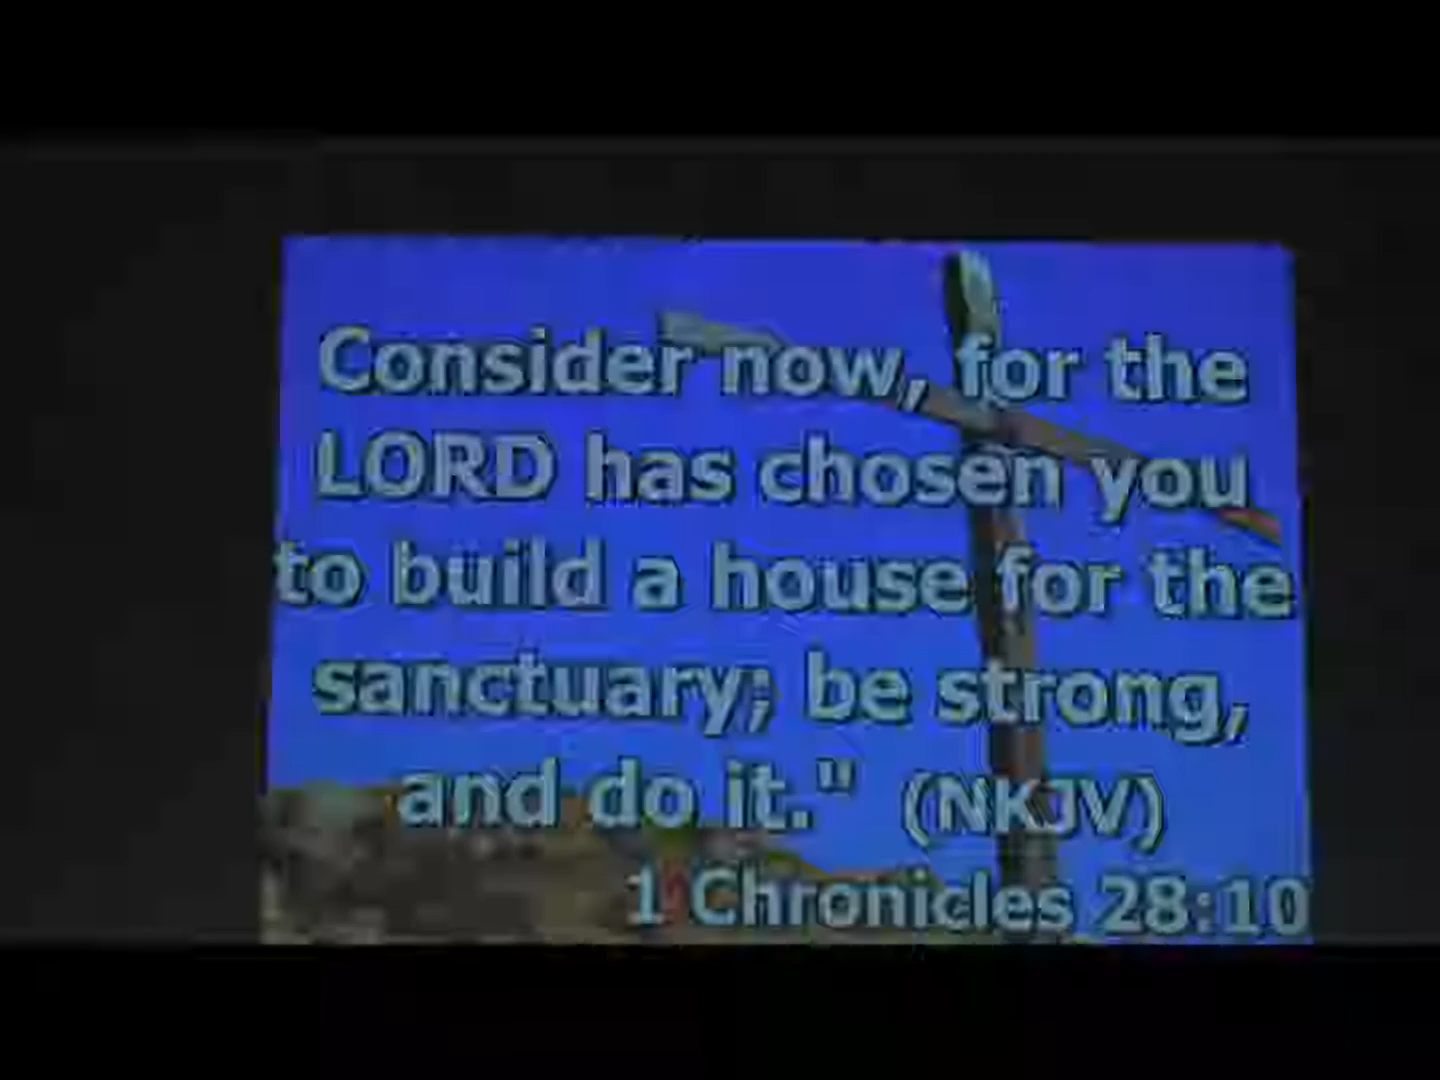 Consider now, for the
LORD has chosen you
to build a house for the
sanctuary; be strong,
and do it." (NKJV)
1 Chronicles 28:10